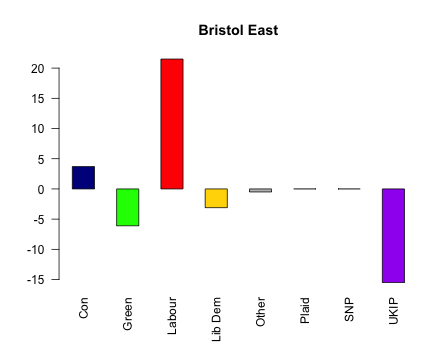 Bristol East
20
15
10
5
0
-5
-10
-15
Con
Green
Labour
Lib Dem
Other
Plaid
SNP
UKIP